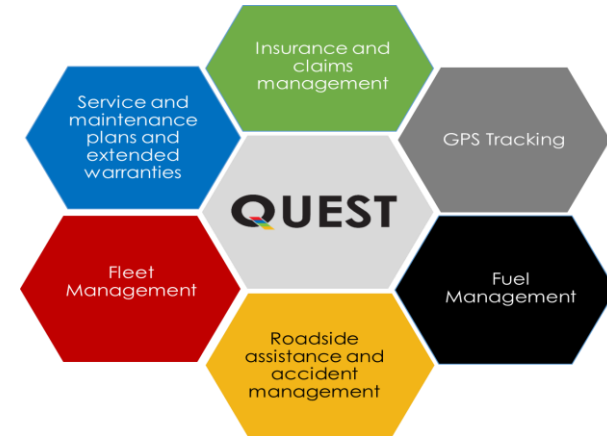 Insurance and
claims
management
Service and
maintenance
plans and
extended
warranties
GPS Tracking
QUEST
Fleet
Management
Fuel
Management
Roadside
assistance and
accident
management